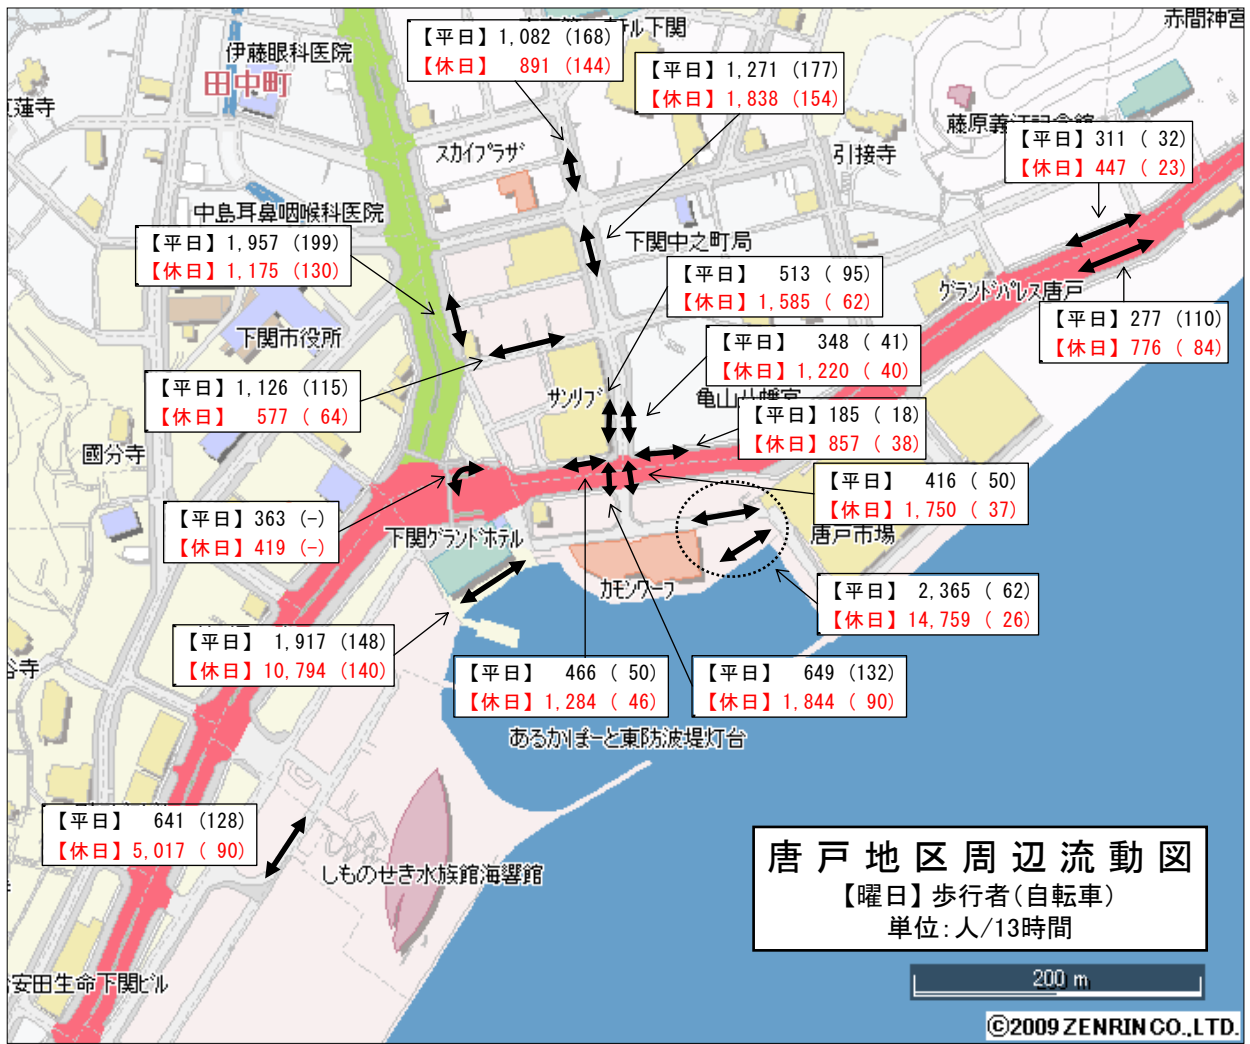 赤間神宮
伊藤眼科医院
田中町
【平日】1,082 (168)
【休日】 891 (144)
ル下関
【平日】1,271 (177)
【休日】1,838 (154)
蓮寺
スカイプラザ
引接寺
藤原義江記念館
【平日】311 ( 32)
【休日】447 ( 23)
中島耳鼻咽喉科医院
【平日】1,957 (199)
【休日】1,175 (130)
下関中之町局
【平日】 513 ( 95)
【休日】1,585 ( 62)
グランドパレス唐戸
【平日】277 (110)
【休日】776 ( 84)
下関市役所
【平日】 348 ( 41)
【休日】1,220 ( 40)
【平日】1,126 (115)
【休日】 577 ( 64)
サンリブ
亀山八幡宮
【平日】185 ( 18)
【休日】857 ( 38)
國分寺
【平日】 416 ( 50)
【休日】1,750 ( 37)
【平日】363 (-)
【休日】419 (-)
下関グランドホテル
唐戸市場
カモンワーフ
【平日】 2,365 ( 62)
【休日】14,759 ( 26)
【平日】 1,917 (148)
【休日】10,794 (140)
谷寺
【平日】 466 ( 50)
【休日】1,284 ( 46)
【平日】 649 (132)
【休日】1,844 ( 90)
あるかぽーと東防波堤灯台
【平日】 641 (128)
【休日】5,017 ( 90)
しものせき水族館海響館
唐戸地区周辺流動図
【曜日】歩行者(自転車)
単位:人/13時間
安田生命下関ビル
200 m
©2009 ZENRIN CO., LTD.